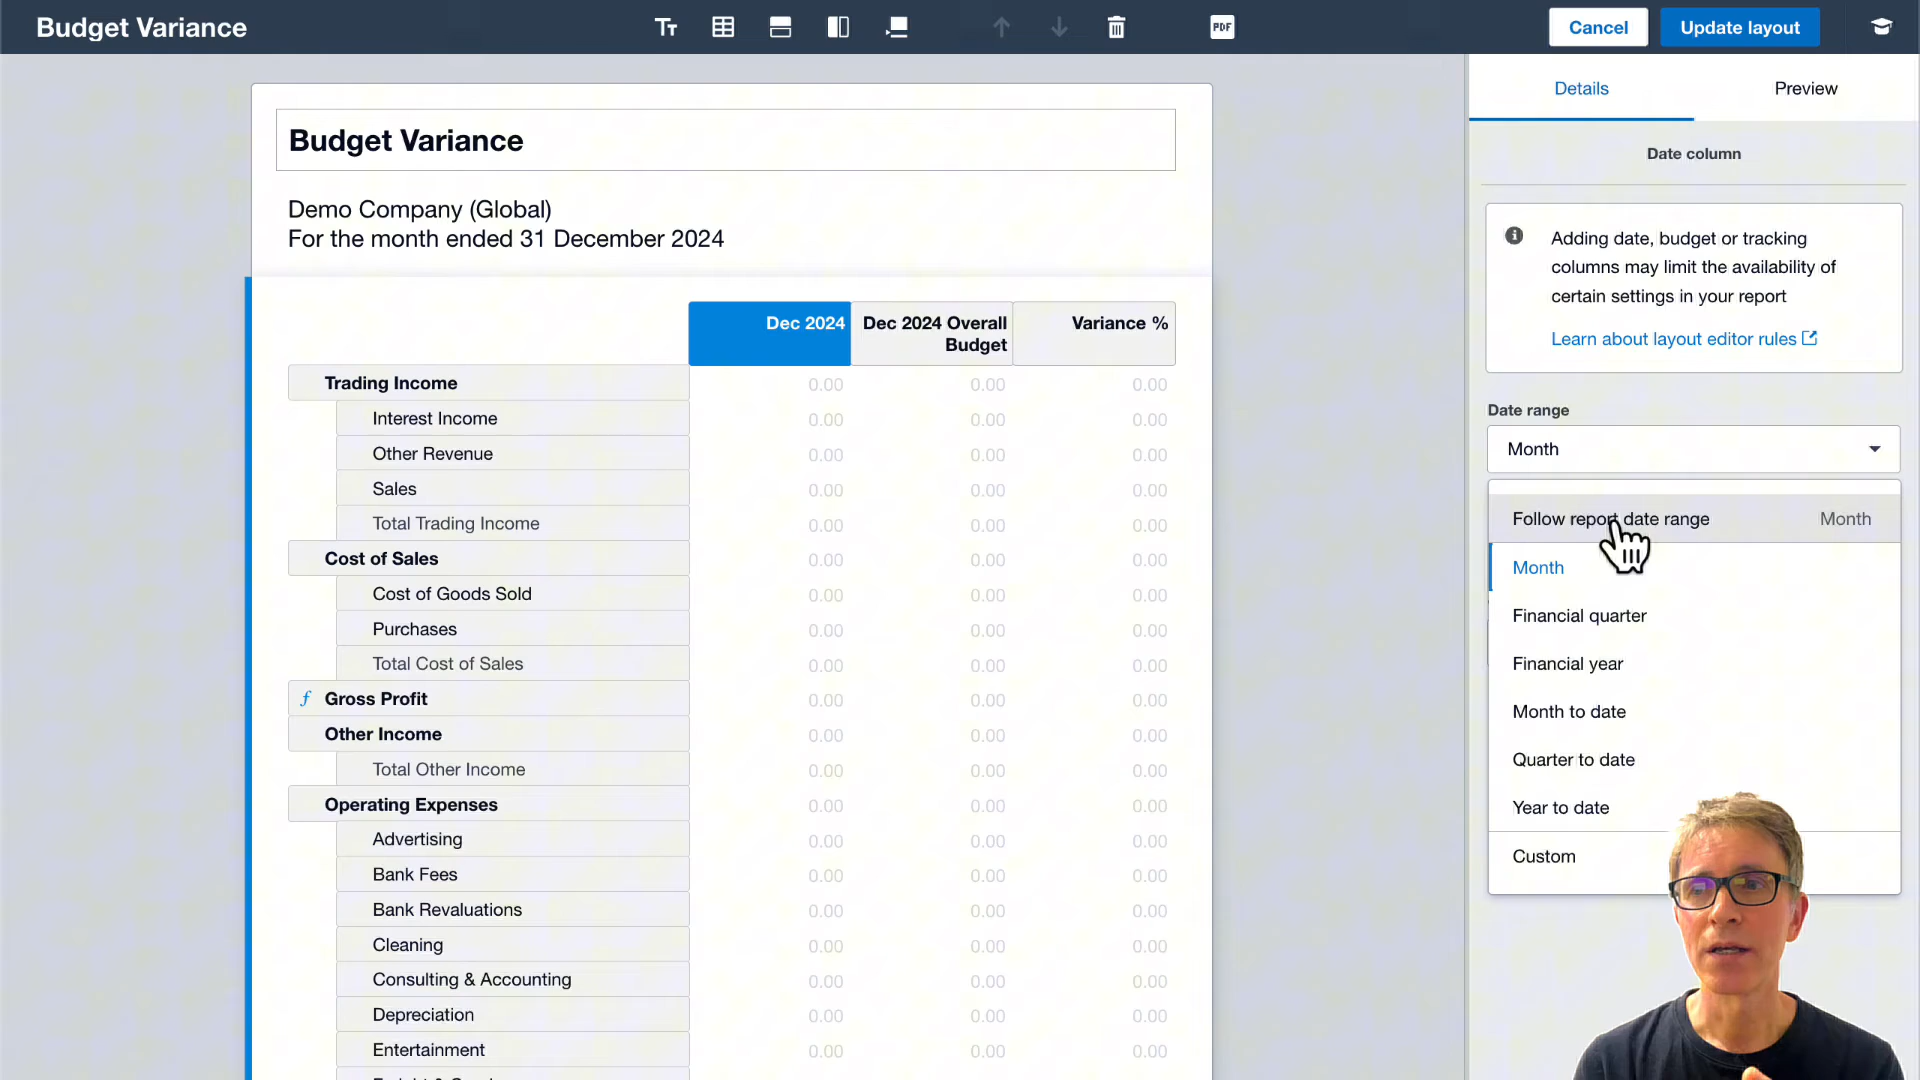 Budget Variance
Tт
PDF
Cancel
Update layout
Details
Preview
Date column
Adding date, budget or tracking
columns may limit the availability of
certain settings in your report
Learn about layout editor rules
Date range
Month
Follow report date range Month
Month
Financial quarter
Financial year
Month to date
Quarter to date
Year to date
Custom
Budget Variance
Demo Company (Global)
For the month ended 31 December 2024
Dec 2024
Dec 2024 Overall
Budget
Variance %
Trading Income 0.00 0.00 0.00
Interest Income 0.00 0.00 0.00
Other Revenue 0.00 0.00 0.00
Sales 0.00 0.00 0.00
Total Trading Income 0.00 0.00 0.00
Cost of Sales 0.00 0.00 0.00
Cost of Goods Sold 0.00 0.00 0.00
Purchases 0.00 0.00 0.00
Total Cost of Sales 0.00 0.00 0.00
f Gross Profit 0.00 0.00 0.00
Other Income 0.00 0.00 0.00
Total Other Income 0.00 0.00 0.00
Operating Expenses 0.00 0.00 0.00
Advertising 0.00 0.00 0.00
Bank Fees 0.00 0.00 0.00
Bank Revaluations 0.00 0.00 0.00
Cleaning 0.00 0.00 0.00
Consulting & Accounting 0.00 0.00 0.00
Depreciation 0.00 0.00 0.00
Entertainment 0.00 0.00 0.00